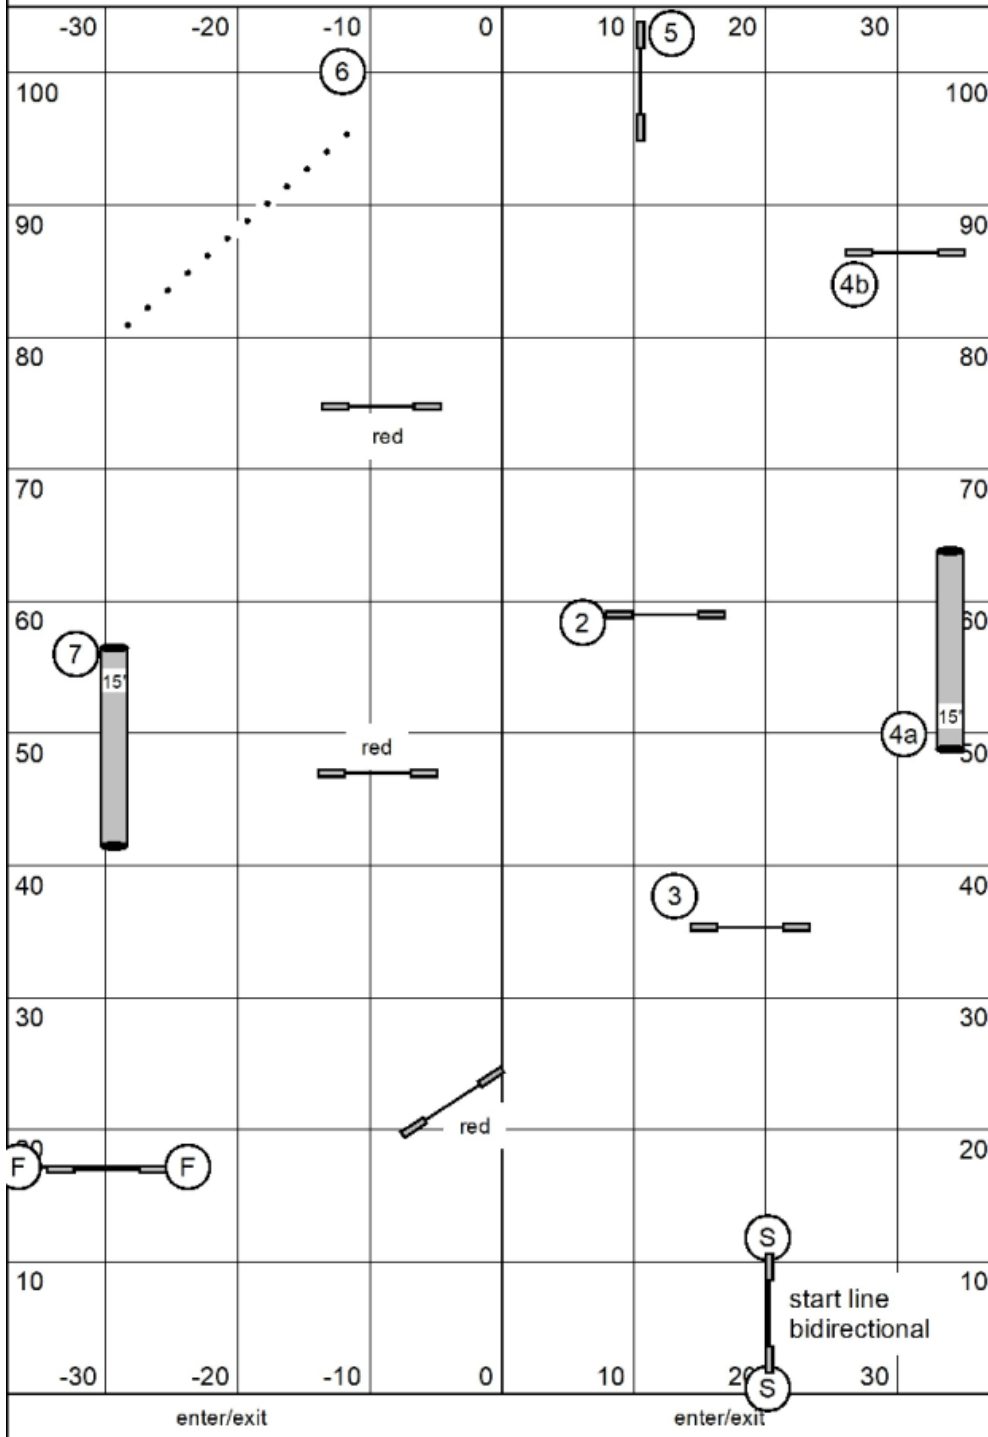 -30 -20 -10 0 10 20 30
5
6
100 100
90 90
4b
80 80
red
70 70
60 60
2
7
15'
15'
4a
50 50
red
40 40
3
30 30
red
20 20
F F
S
10 10
start line
bidirectional
-30 -20 -10 0 10 20 30
S
enter/exit enter/exit